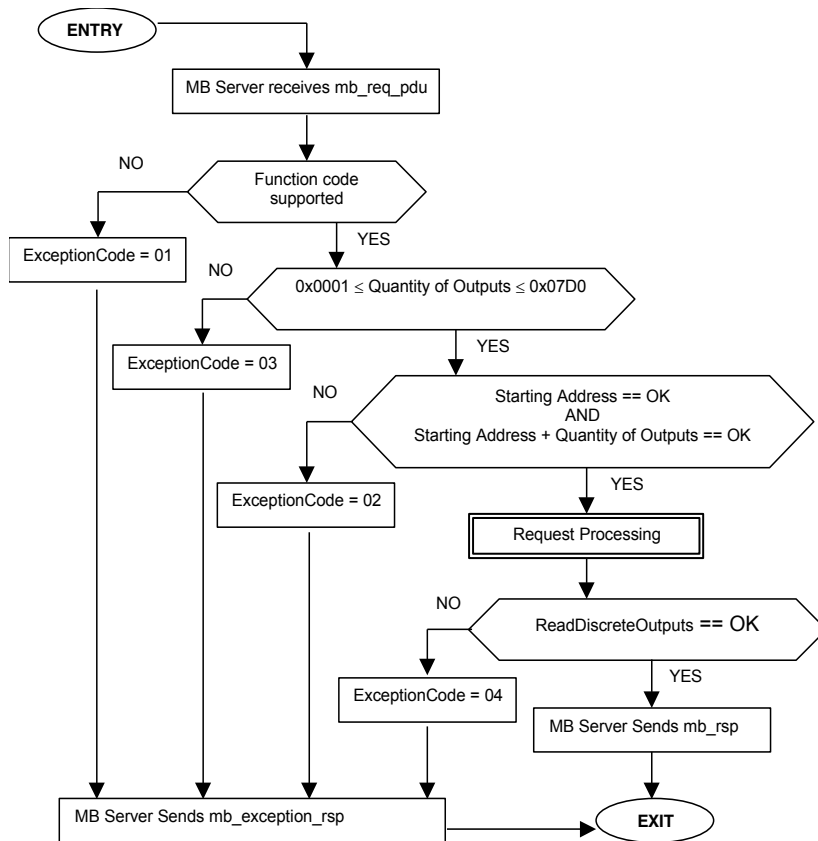 ENTRY
MB Server receives mb_req_pdu
NO
Function code
supported
YES
ExceptionCode = 01
NO
0x0001 ≤ Quantity of Outputs ≤ 0x07D0
YES
ExceptionCode = 03
NO
Starting Address == OK
AND
Starting Address + Quantity of Outputs == OK
YES
ExceptionCode = 02
Request Processing
NO
ReadDiscreteOutputs == OK
YES
ExceptionCode = 04
MB Server Sends mb_rsp
MB Server Sends mb_exception_rsp
EXIT